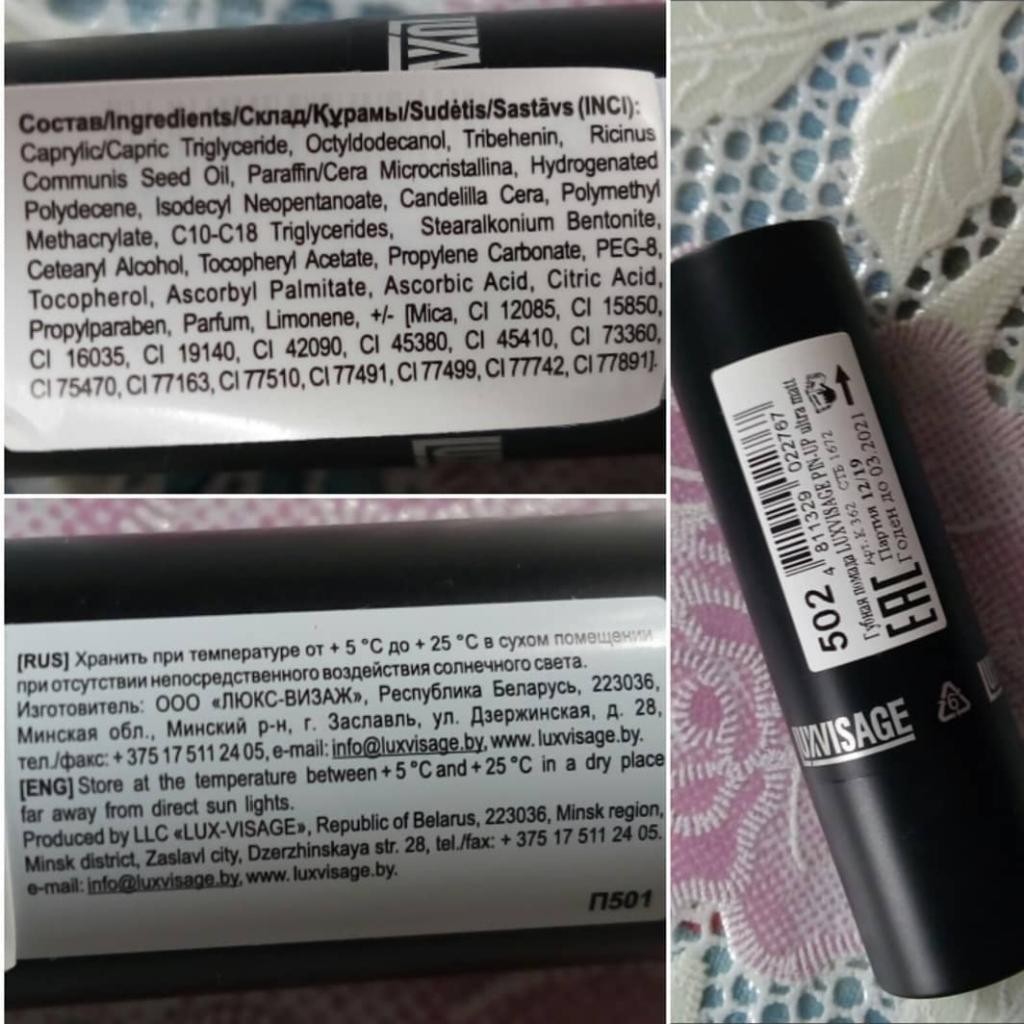 Состав/Ingredients/Склад/Құрамы/Sudėtis/Sastāvs (INCI):
Caprylic/Capric Triglyceride, Octyldodecanol, Tribehenin, Ricinus
Communis Seed Oil, Paraffin/Cera Microcristallina, Hydrogenated
Polydecene, Isodecyl Neopentanoate, Candelilla Cera, Polymethyl
Methacrylate, C10-C18 Triglycerides, Stearalkonium Bentonite,
Cetearyl Alcohol, Tocopheryl Acetate, Propylene Carbonate, PEG-8,
Tocopherol, Ascorbyl Palmitate, Ascorbic Acid, Citric Acid,
Propylparaben, Parfum, Limonene, +/- [Mica, CI 12085, CI 15850,
CI 16035, CI 19140, CI 42090, CI 45380, CI 45410, CI 73360,
CI 75470, CI 77163, CI 77510, CI 77491, CI 77499, CI 77742, CI 77891].
[RUS] Хранить при температуре от + 5 °C до + 25 °C в сухом помещении
при отсутствии непосредственного воздействия солнечного света.
Изготовитель: ООО «ЛЮКС-ВИЗАЖ», Республика Беларусь, 223036,
Минская обл., Минский р-н, г. Заславль, ул. Дзержинская, д. 28,
тел./факс: + 375 17 511 24 05, e-mail: info@luxvisage.by, www. luxvisage.by.
[ENG] Store at the temperature between + 5 °C and + 25 °C in a dry place
far away from direct sun lights.
Produced by LLC «LUX-VISAGE», Republic of Belarus, 223036, Minsk region,
Minsk district, Zaslavl city, Dzerzhinskaya str. 28, tel./fax: + 375 17 511 24 05.
e-mail: info@luxvisage.by, www. luxvisage.by.
П501
502
4 811329 022767
Губная помада LUXVISAGE PIN-UP ultra matt
Арт.: К 362 СТБ 1672
Партия 12/19
Годен до 03.2021
EAC
LUXVISAGE
6